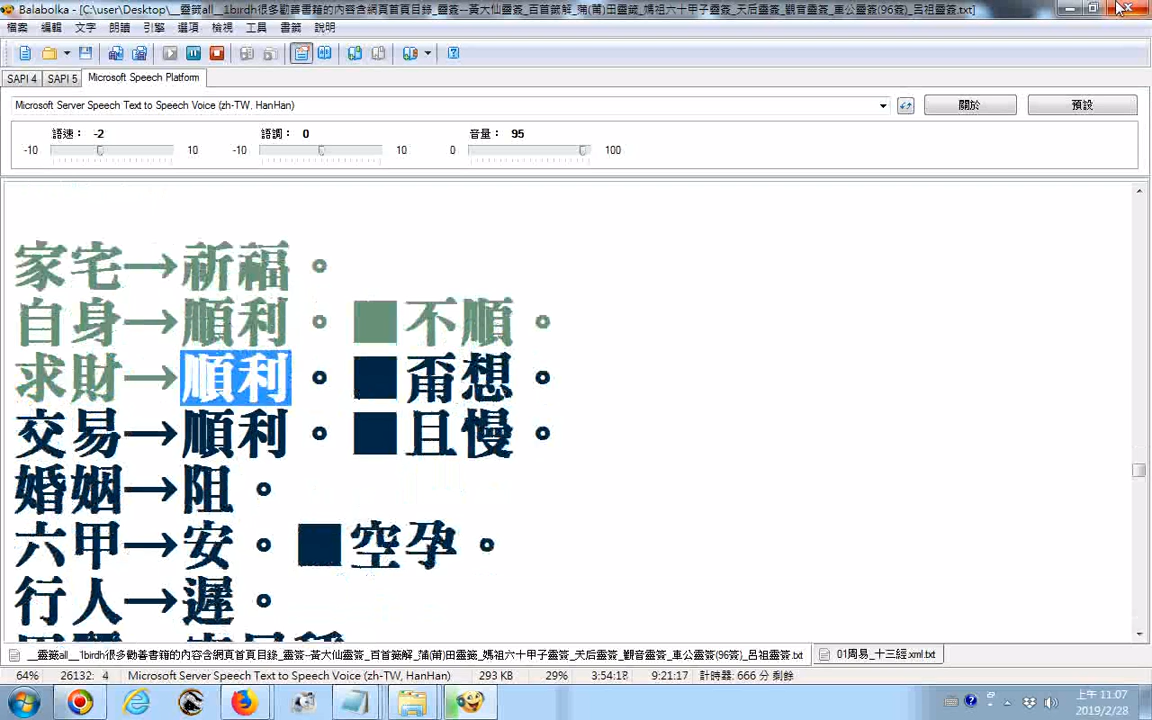 Balabolka - [C:\user\Desktop\__靈籤all__1birdh很多勸善書籍的內容含網頁首頁目錄_靈簽--黃大仙靈簽_百首籤解_蒲(莆)田靈籤_媽祖六十甲子靈簽_天后靈簽_觀音靈簽_車公靈簽(96簽)_呂祖靈簽.txt]
檔案 編輯 文字 朗讀 引擎 選項 檢視 工具 書籤 說明
SAPI 4 SAPI 5 Microsoft Speech Platform
Microsoft Server Speech Text to Speech Voice (zh-TW, HanHan) 關於 預設
語速： -2 語調： 0 音量： 95
-10 10 -10 10 0 100
家宅→祈福。
自身→順利。■不順。
求財→順利。■甭想。
交易→順利。■且慢。
婚姻→阻。
六甲→安。■空孕。
行人→遲。
__靈籤all__1birdh很多勸善書籍的內容含網頁首頁目錄_靈簽--黃大仙靈簽_百首籤解_蒲(莆)田靈籤_媽祖六十甲子靈簽_天后靈簽_觀音靈簽_車公靈簽(96簽)_呂祖靈簽.txt 01周易_十三經.xml.txt
64% 26132: 4 Microsoft Server Speech Text to Speech Voice (zh-TW, HanHan) 293 KB 29% 3:54:18 9:21:17 計時器: 666 分 剩餘
上午 11:07
2019/2/28